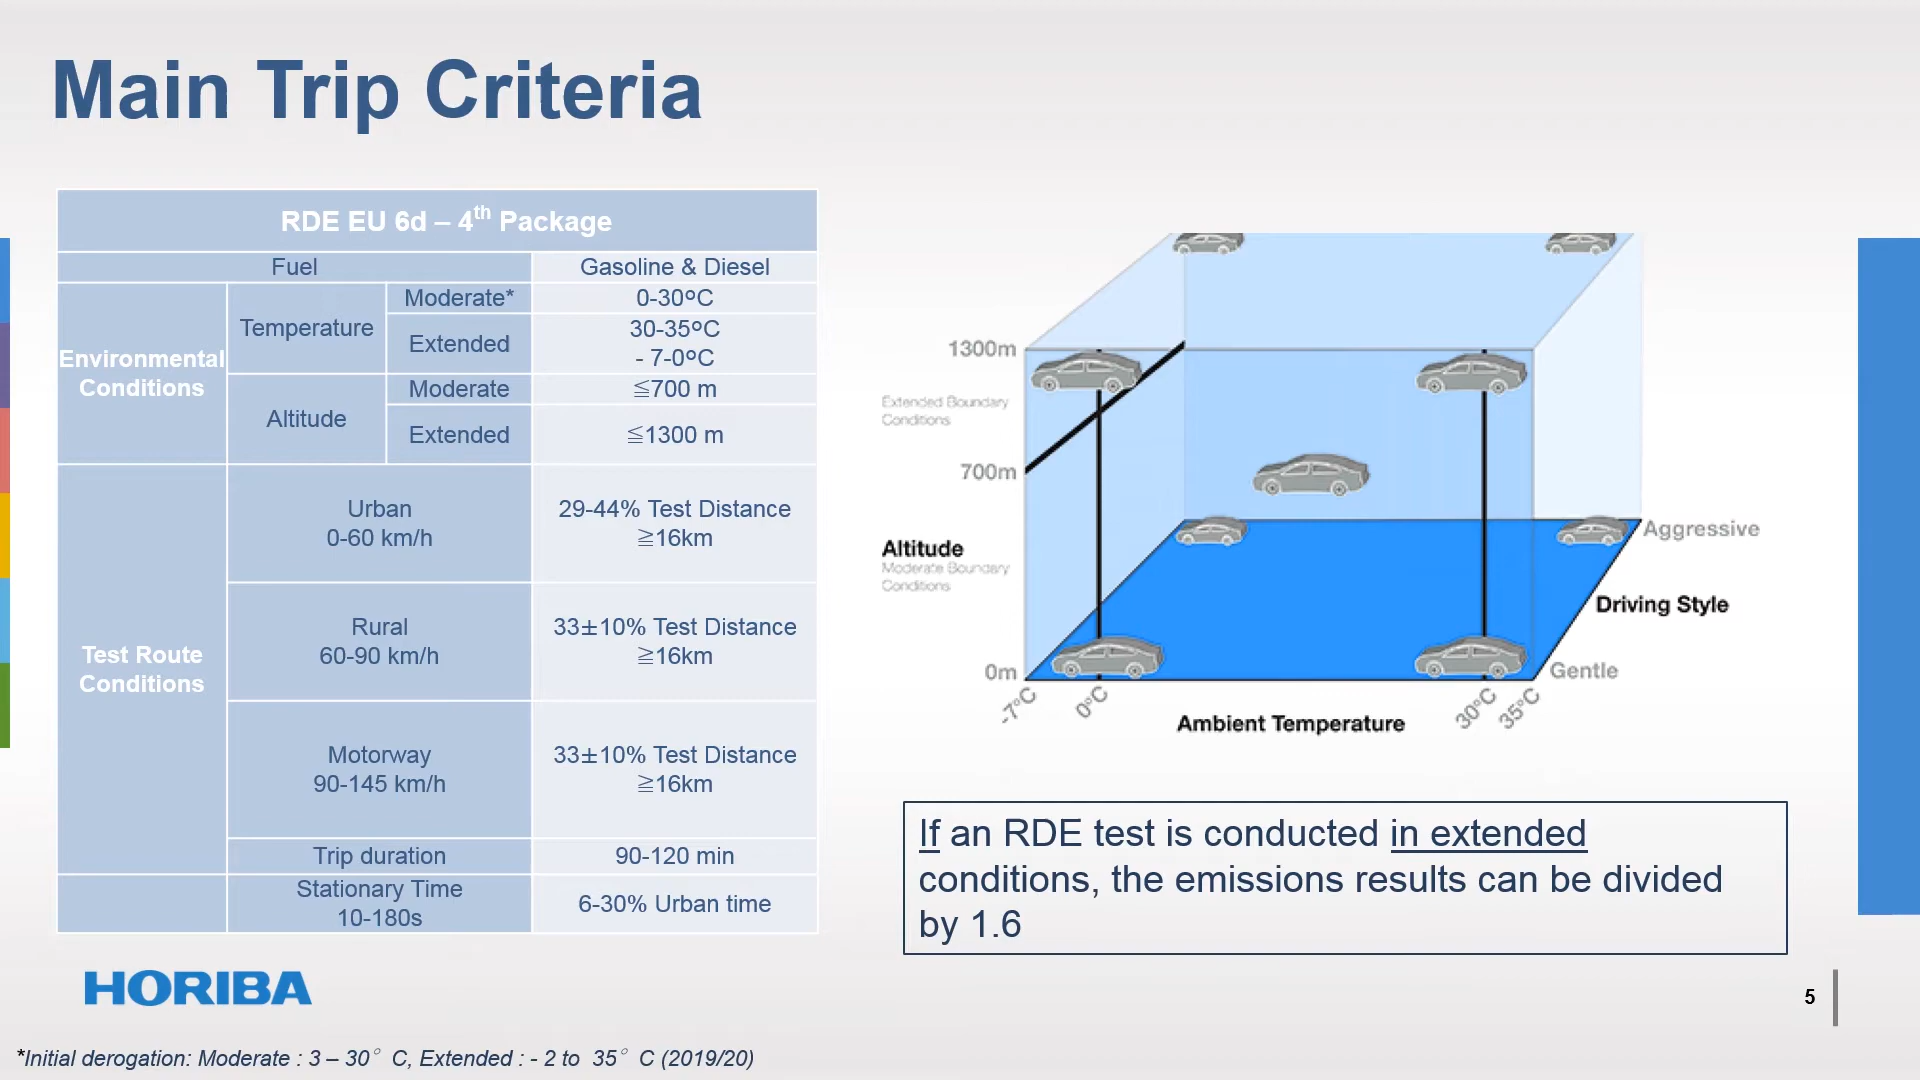 Main Trip Criteria
RDE EU 6d – 4th Package
Fuel
Gasoline & Diesel
Environmental
Conditions
Temperature
Moderate*
0-30ºC
Extended
30-35ºC
- 7-0ºC
Altitude
Moderate
≦700 m
Extended
≦1300 m
Test Route
Conditions
Urban
0-60 km/h
29-44% Test Distance
≧16km
Rural
60-90 km/h
33±10% Test Distance
≧16km
Motorway
90-145 km/h
33±10% Test Distance
≧16km
Trip duration
90-120 min
Stationary Time
10-180s
6-30% Urban time
1300m
Extended Boundary
Conditions
700m
Altitude
Moderate Boundary
Conditions
0m
-7°C
0°C
30°C
35°C
Ambient Temperature
Aggressive
Driving Style
Gentle
If an RDE test is conducted in extended
conditions, the emissions results can be divided
by 1.6
HORIBA
5
*Initial derogation: Moderate : 3 – 30°C, Extended : - 2 to 35°C (2019/20)